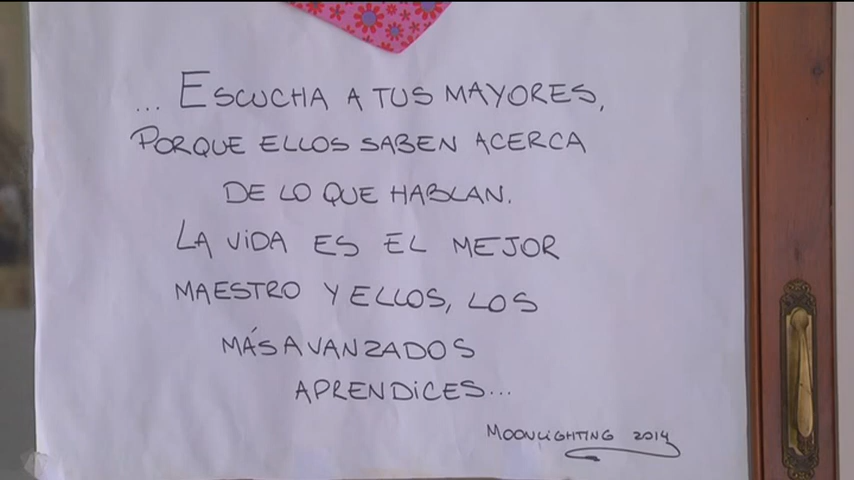 ... ESCUCHA A TUS MAYORES,
PORQUE ELLOS SABEN ACERCA
DE LO QUE HABLAN.
LA ViDA ES EL MEJOR
MAESTRO Y ELLOS, LOS
MÁS AVANZADOS
APRENDiCES...
MOONLiGHTING 2014